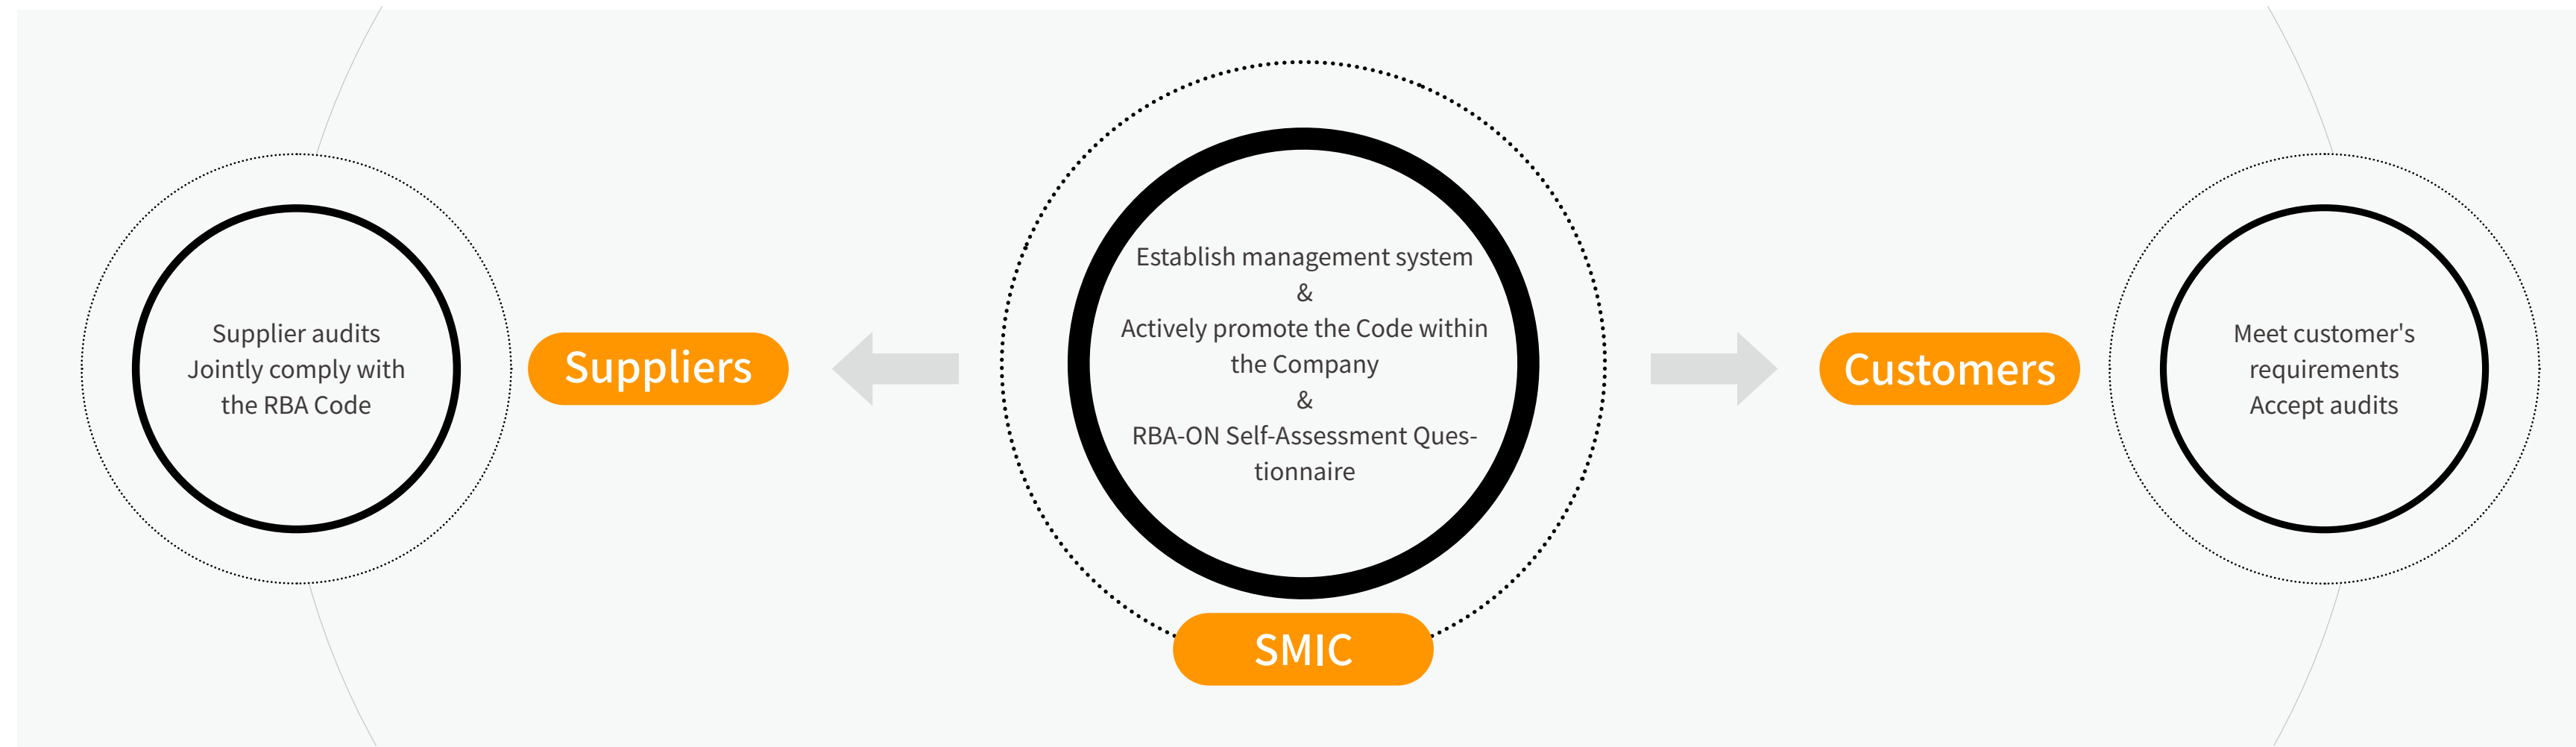 Supplier audits
Jointly comply with
the RBA Code
Suppliers
Establish management system
&
Actively promote the Code within
the Company
&
RBA-ON Self-Assessment Ques-
tionnaire
SMIC
Customers
Meet customer's
requirements
Accept audits